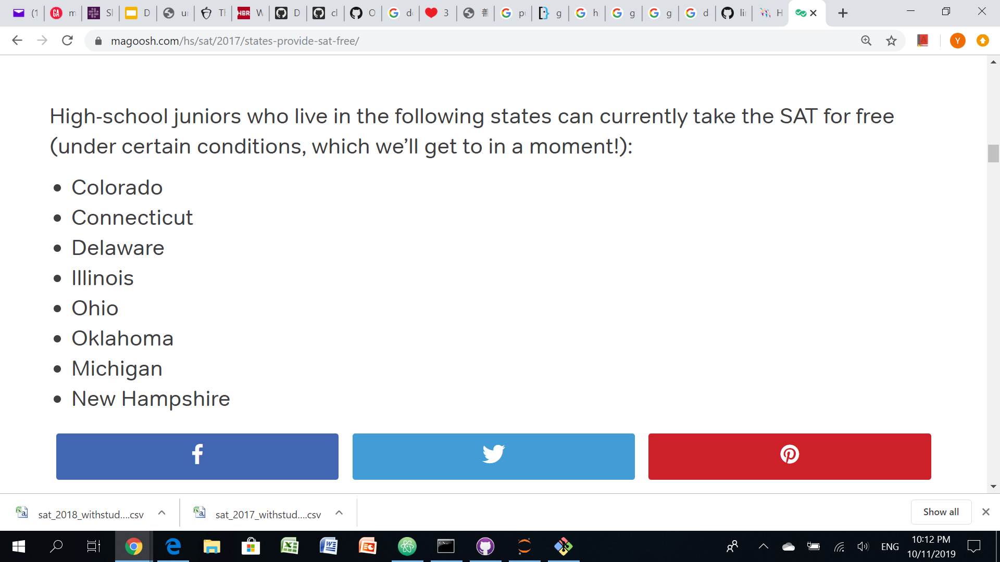 (1 m Sl D u Tl HBR W D cl O d 3 善 p g h g g d lii H
magoosh.com/hs/sat/2017/states-provide-sat-free/
Y
High-school juniors who live in the following states can currently take the SAT for free
(under certain conditions, which we’ll get to in a moment!):
• Colorado
• Connecticut
• Delaware
• Illinois
• Ohio
• Oklahoma
• Michigan
• New Hampshire
sat_2018_withstud....csv sat_2017_withstud....csv Show all
ENG 10:12 PM
10/11/2019